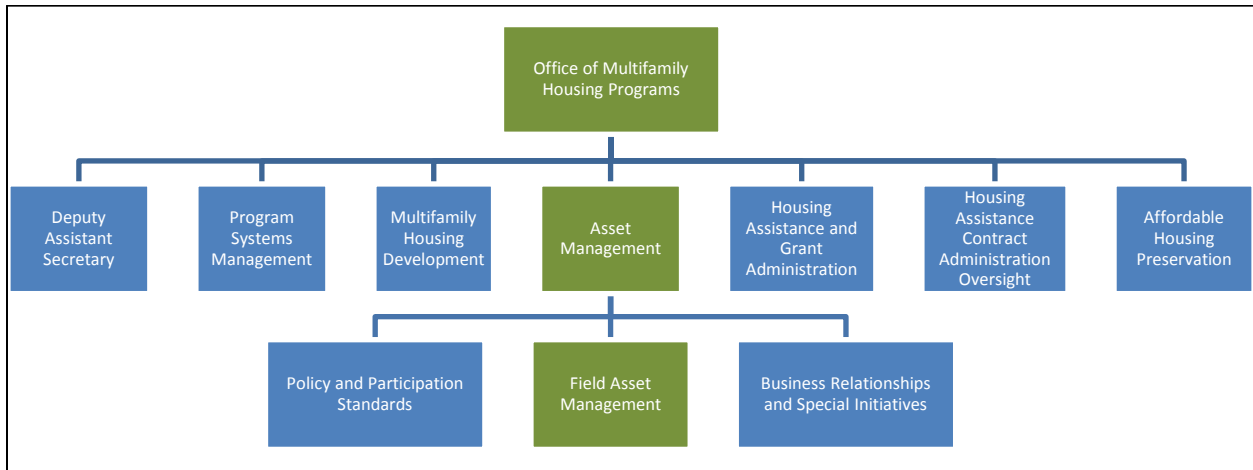 Office of Multifamily
Housing Programs
Deputy
Assistant
Secretary
Program
Systems
Management
Multifamily
Housing
Development
Asset
Management
Housing
Assistance and
Grant
Administration
Housing
Assistance
Contract
Administration
Oversight
Affordable
Housing
Preservation
Policy and Participation
Standards
Field Asset
Management
Business Relationships
and Special Initiatives